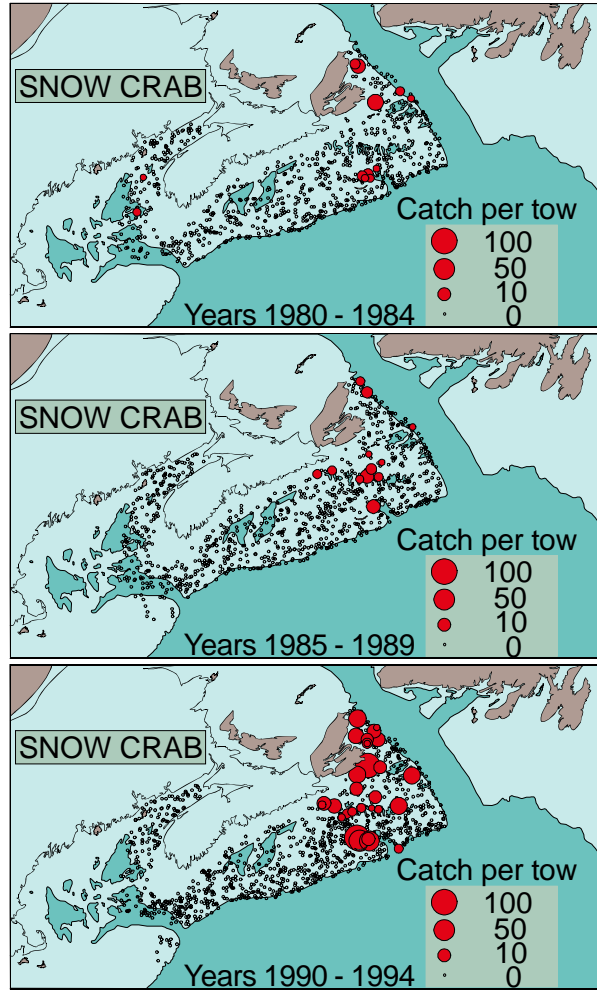 SNOW CRAB
Catch per tow
100
50
10
0
Years 1980 - 1984
SNOW CRAB
Catch per tow
100
50
10
0
Years 1985 - 1989
SNOW CRAB
Catch per tow
100
50
10
0
Years 1990 - 1994